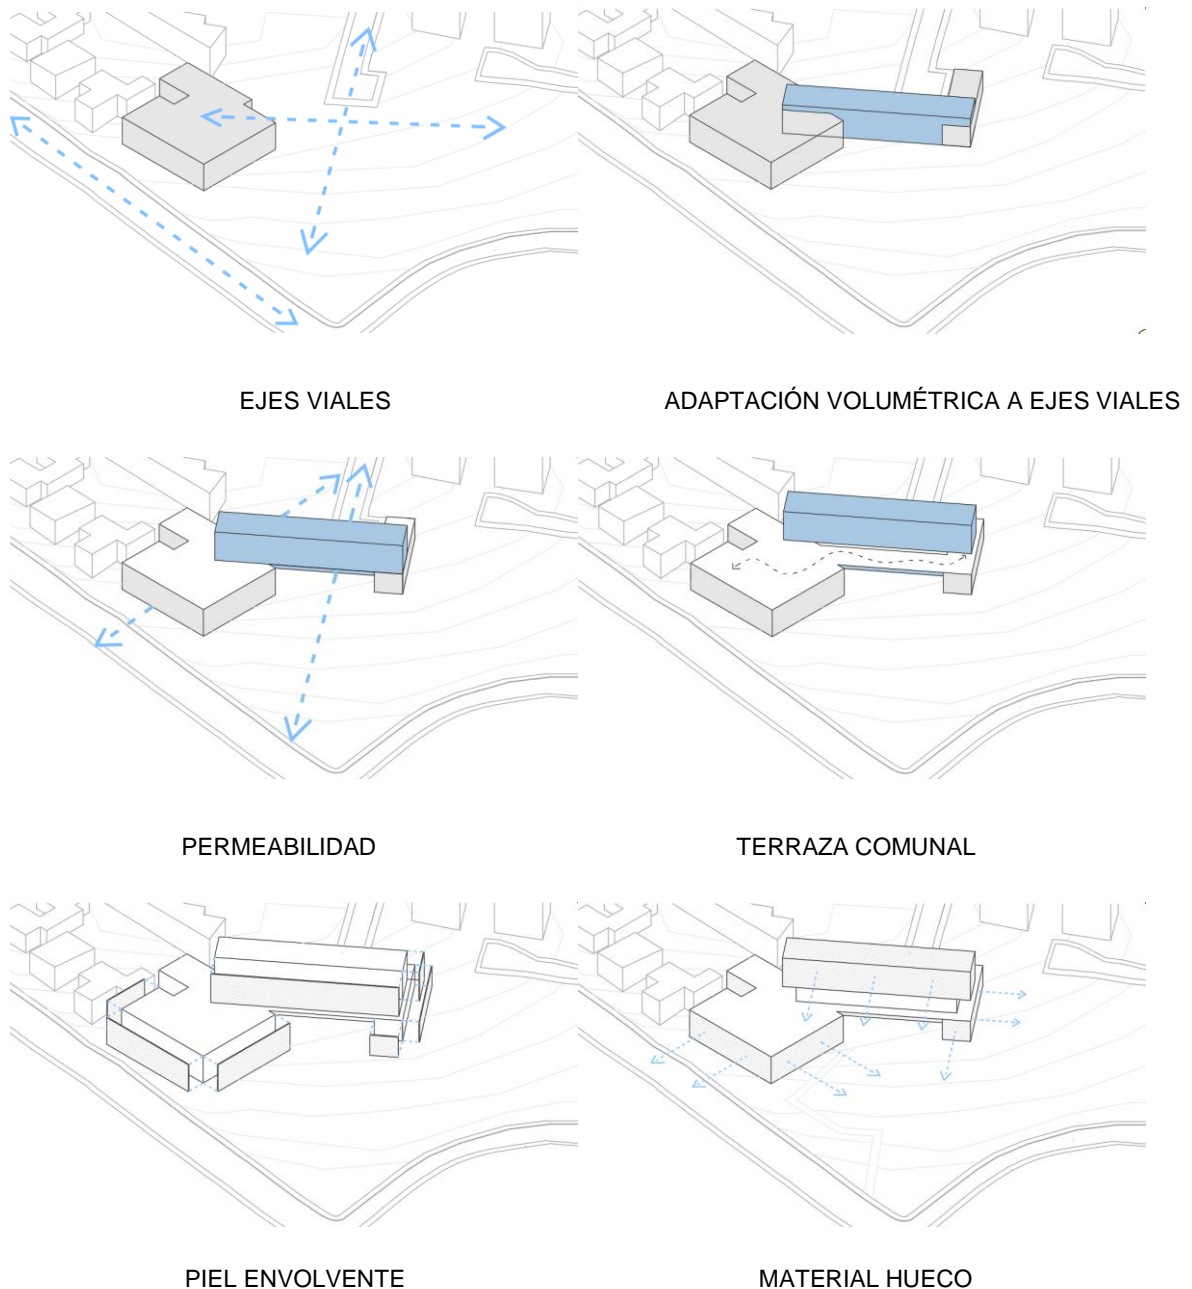 EJES VIALES
ADAPTACIÓN VOLUMÉTRICA A EJES VIALES
PERMEABILIDAD
TERRAZA COMUNAL
PIEL ENVOLVENTE
MATERIAL HUECO